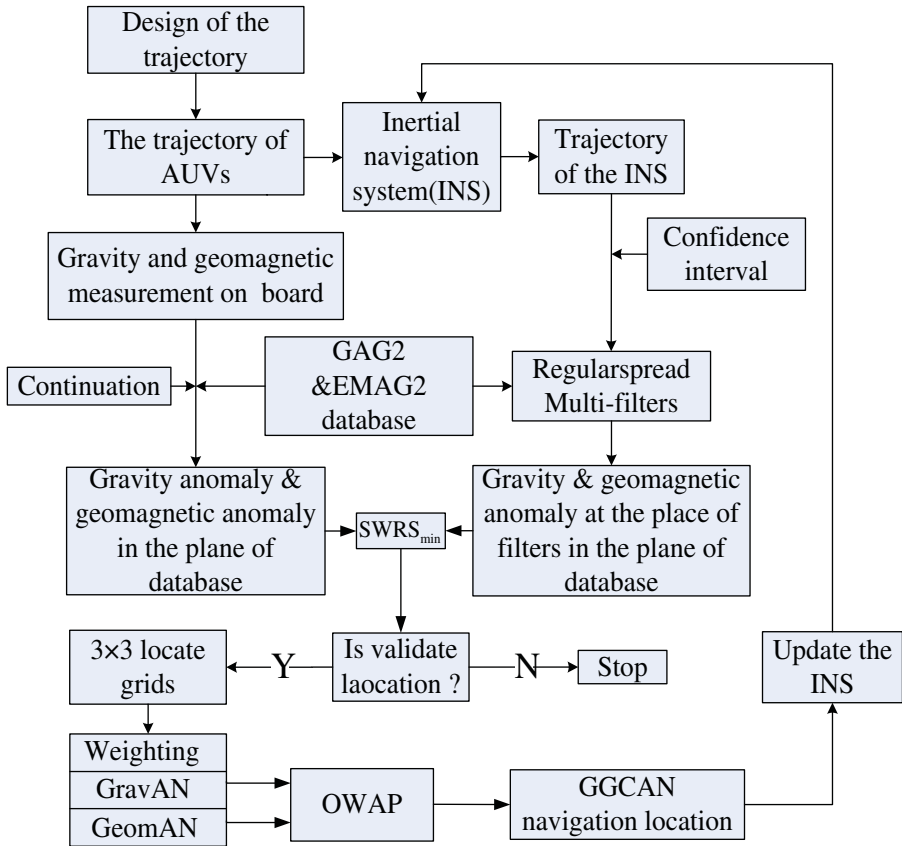 Design of the
trajectory
The trajectory of
AUVs
Inertial
navigation
system(INS)
Trajectory
of the INS
Gravity and geomagnetic
measurement on board
Confidence
interval
Continuation
GAG2
&EMAG2
database
Regularspread
Multi-filters
Gravity anomaly &
geomagnetic anomaly
in the plane of
database
SWRSmin
Gravity & geomagnetic
anomaly at the place of
filters in the plane of
database
3×3 locate
grids
Y
Is validate
laocation ?
N
Stop
Update the
INS
Weighting
GravAN
GeomAN
OWAP
GGCAN
navigation location